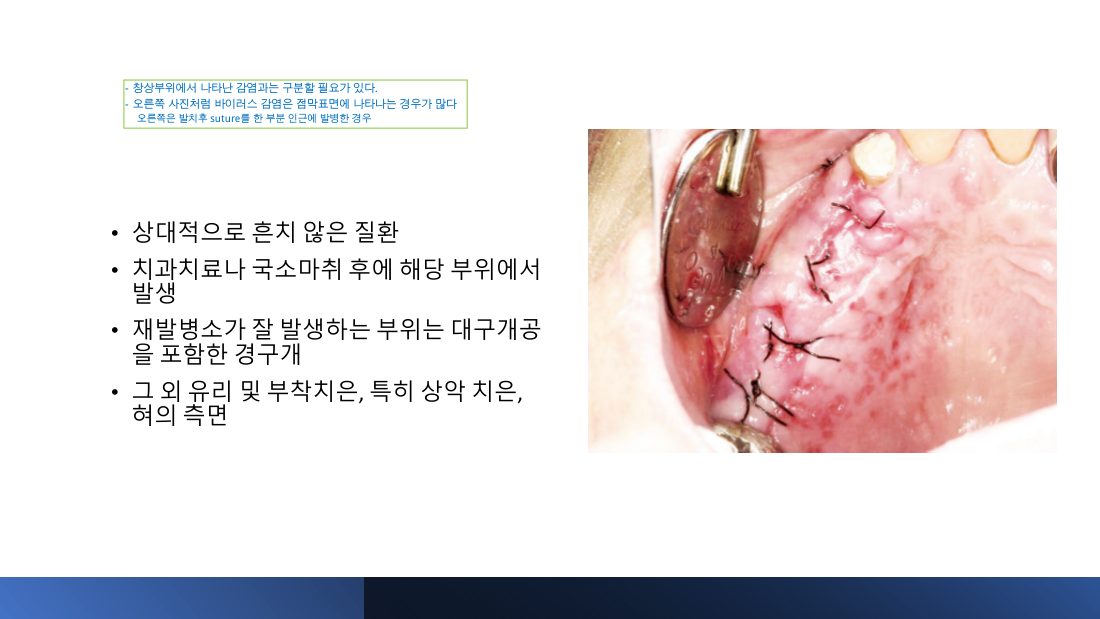 - 창상부위에서 나타난 감염과는 구분할 필요가 있다.
- 오른쪽 사진처럼 바이러스 감염은 점막표면에 나타나는 경우가 많다
오른쪽은 발치후 suture를 한 부분 인근에 발병한 경우
• 상대적으로 흔치 않은 질환
• 치과치료나 국소마취 후에 해당 부위에서
발생
• 재발병소가 잘 발생하는 부위는 대구개공
을 포함한 경구개
• 그 외 유리 및 부착치은, 특히 상악 치은,
혀의 측면